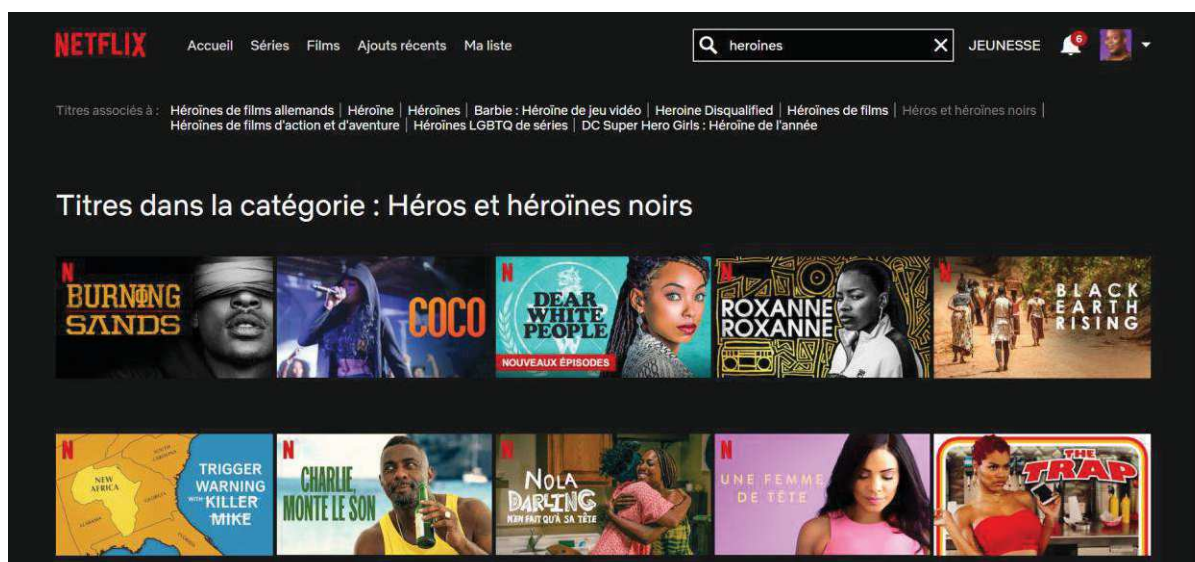 NETFLIX Accueil Séries Films Ajouts récents Ma liste heroines JEUNESSE 6
Titres associés à : Héroïnes de films allemands | Héroïne | Héroïnes | Barbie : Héroïne de jeu vidéo | Heroine Disqualified | Héroïnes de films | Héros et héroïnes noirs |
Héroïnes de films d'action et d'aventure | Héroïnes LGBTQ de séries | DC Super Hero Girls : Héroïne de l'année
Titres dans la catégorie : Héros et héroïnes noirs
N
BURNING
SANDS
COCO
N
DEAR
WHITE
PEOPLE
NOUVEAUX ÉPISODES
N
ROXANNE
ROXANNE
N
BLACK
EARTH
RISING
N
NEW
AFRICA
ALABAMA
GEORGIA
TRIGGER
WARNING
WITH KILLER
MIKE
N
CHARLIE
MONTE LE SON
N
NOLA
DARLING
N'EN FAIT QU'À SA TÊTE
N
UNE FEMME
DE TÊTE
THE
TRAP